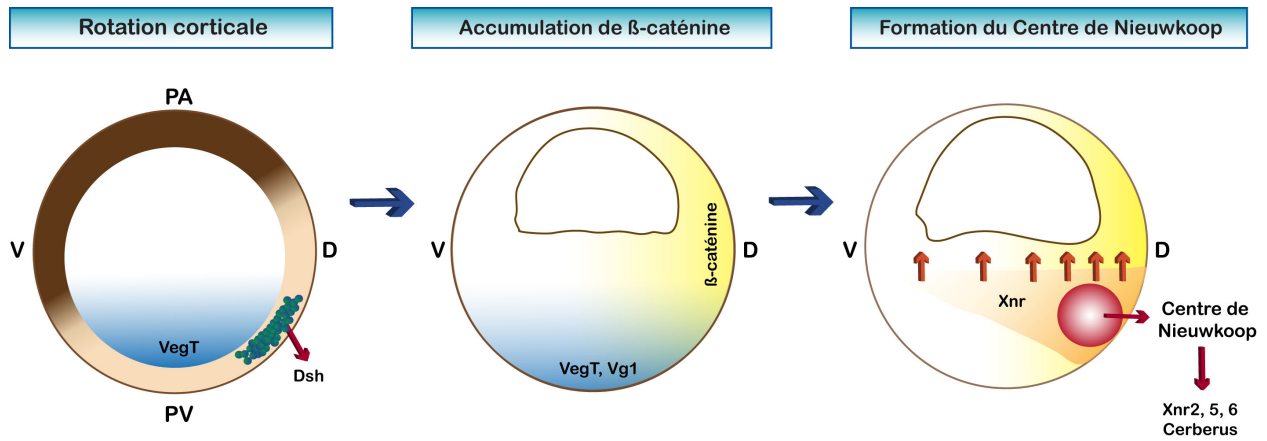 Rotation corticale
Accumulation de ß-caténine
Formation du Centre de Nieuwkoop
PA
V
D
VegT
Dsh
PV
V
D
ß-caténine
VegT, Vg1
V
D
Xnr
Centre de
Nieuwkoop
Xnr2, 5, 6
Cerberus